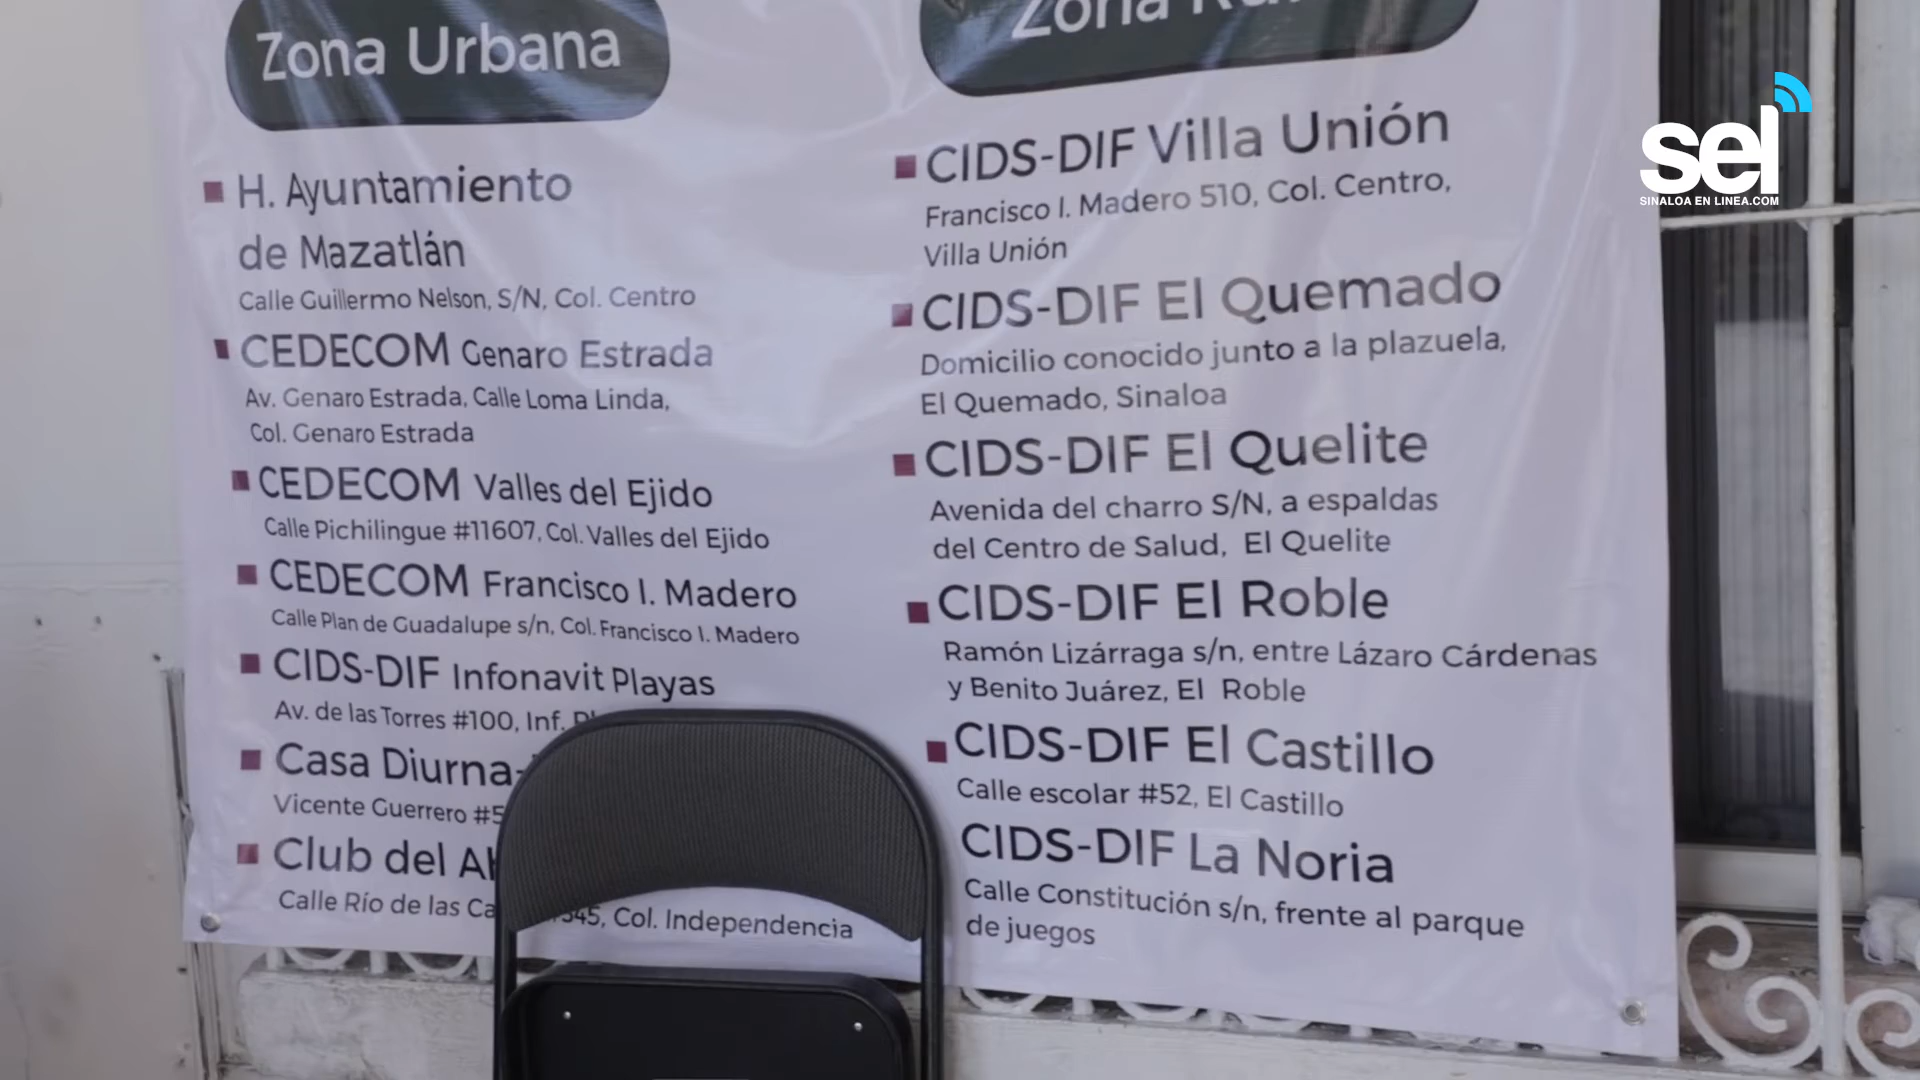 Zona Urbana
H. Ayuntamiento
de Mazatlán
Calle Guillermo Nelson, S/N, Col. Centro
CEDECOM Genaro Estrada
Av. Genaro Estrada, Calle Loma Linda,
Col. Genaro Estrada
CEDECOM Valles del Ejido
Calle Pichilingue #11607, Col. Valles del Ejido
CEDECOM Francisco I. Madero
Calle Plan de Guadalupe s/n, Col. Francisco I. Madero
CIDS-DIF Infonavit Playas
Av. de las Torres #100, Inf.
Casa Diurna-
Vicente Guerrero
Club del
Calle Río de las Col. Independencia
Zona
CIDS-DIF Villa Unión
Francisco I. Madero 510, Col. Centro,
Villa Unión
CIDS-DIF El Quemado
Domicilio conocido junto a la plazuela,
El Quemado, Sinaloa
CIDS-DIF El Quelite
Avenida del charro S/N, a espaldas
del Centro de Salud, El Quelite
CIDS-DIF El Roble
Ramón Lizárraga s/n, entre Lázaro Cárdenas
y Benito Juárez, El Roble
CIDS-DIF El Castillo
Calle escolar #52, El Castillo
CIDS-DIF La Noria
Calle Constitución s/n, frente al parque
de juegos
sel
SINALOA EN LINEA.COM